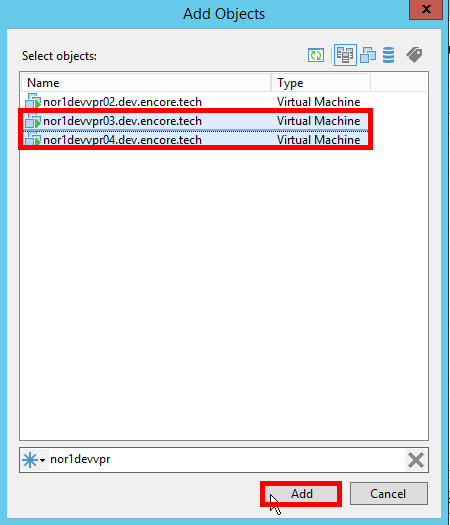 Add Objects
x
Select objects:
Name Type
nor1devvpr02.dev.encore.tech Virtual Machine
nor1devvpr03.dev.encore.tech Virtual Machine
nor1devvpr04.dev.encore.tech Virtual Machine
nor1devvpr
Add Cancel